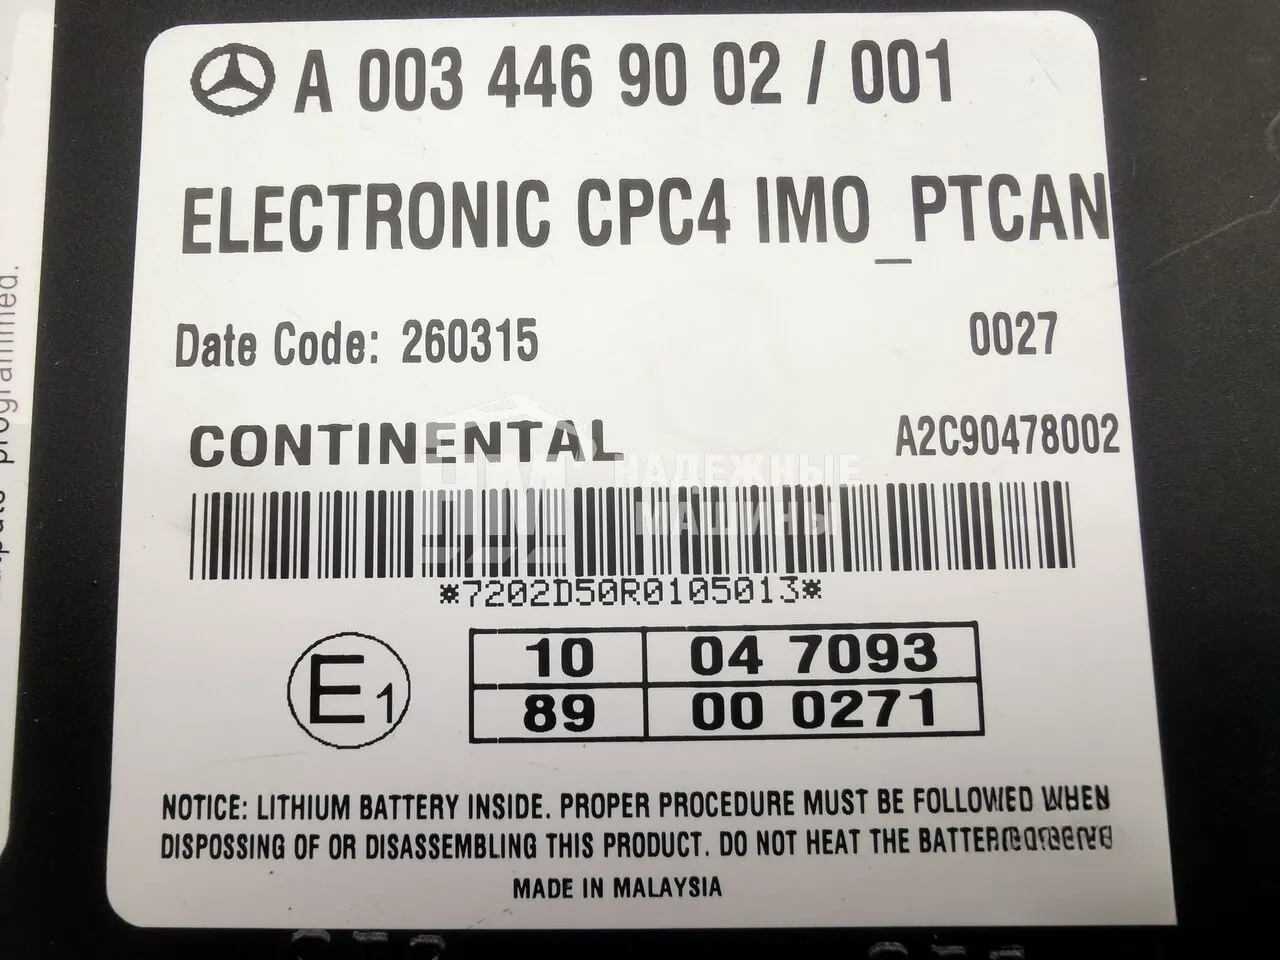 A 003 446 90 02 / 001
ELECTRONIC CPC4 IMO_PTCAN
Date Code: 260315 0027
CONTINENTAL A2C90478002
НАДЕЖНЫЕ
МАШИНЫ
*7202D50R0105013*
E1
10 04 7093
89 00 0271
NOTICE: LITHIUM BATTERY INSIDE. PROPER PROCEDURE MUST BE FOLLOWED WHEN
DISPOSSING OF OR DISASSEMBLING THIS PRODUCT. DO NOT HEAT THE
MADE IN MALAYSIA
programmed.